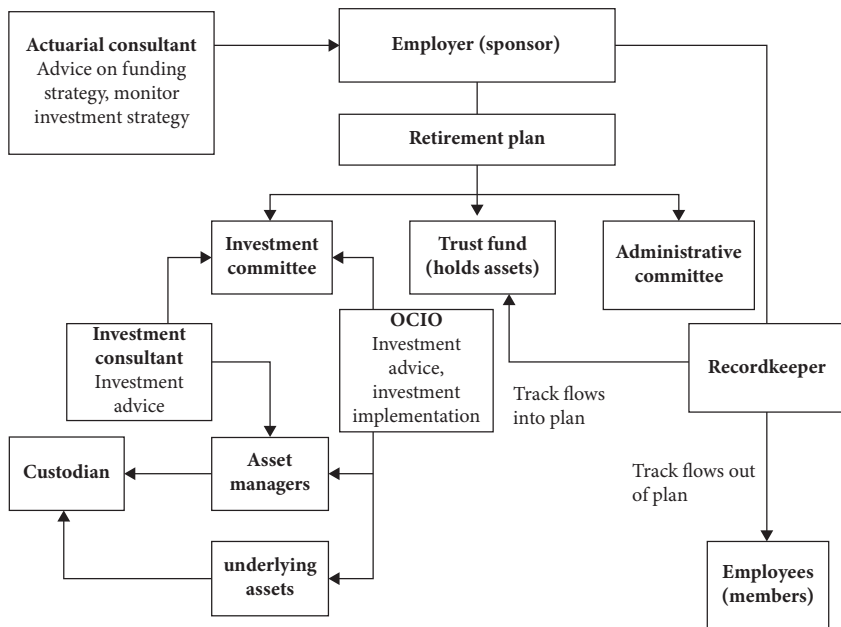 Actuarial consultant
Advice on funding
strategy, monitor
investment strategy
Employer (sponsor)
Retirement plan
Investment
committee
Trust fund
(holds assets)
Administrative
committee
Investment
consultant
Investment
advice
OCIO
Investment
advice,
investment
implementation
Recordkeeper
Track flows
into plan
Custodian
Asset
managers
Track flows out
of plan
underlying
assets
Employees
(members)